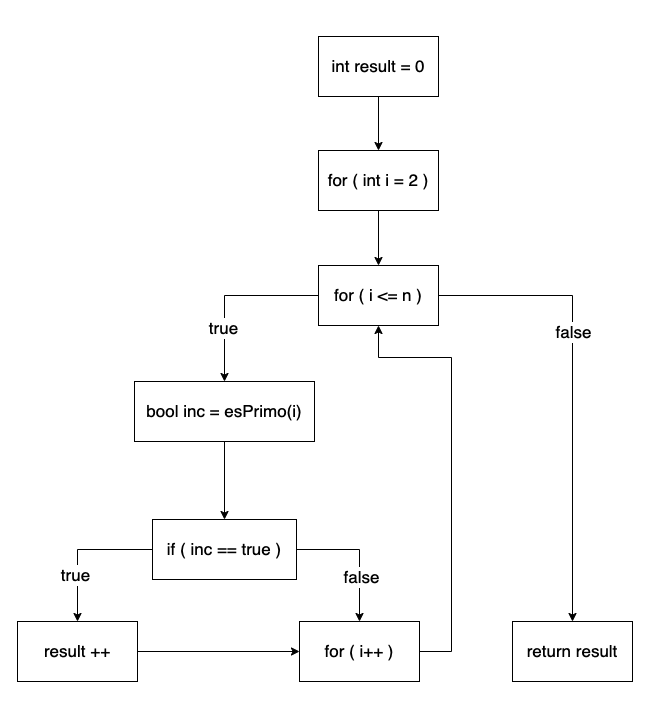 int result = 0
for ( int i = 2 )
for ( i <= n )
true
false
bool inc = esPrimo(i)
if ( inc == true )
true
false
result ++
for ( i++ )
return result